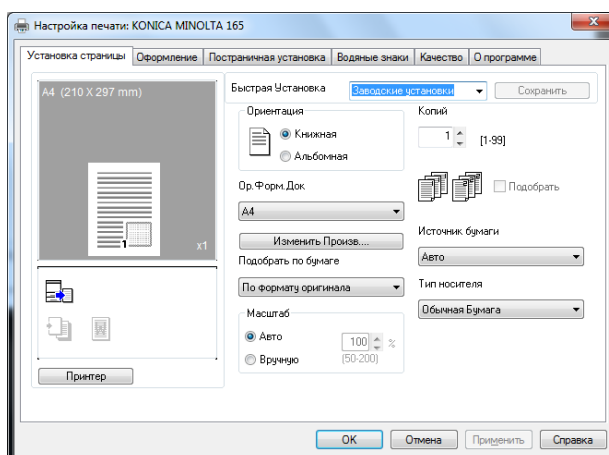 Настройка печати: KONICA MINOLTA 165
Установка страницы Оформление Постраничная установка Водяные знаки Качество О программе
A4 (210 X 297 mm)
1
x1
Принтер
Быстрая Установка Заводские установки Сохранить
Ориентация
Книжная
Альбомная
Ор.Форм.Док
A4
Изменить Произв....
Подобрать по бумаге
По формату оригинала
Масштаб
Авто 100 %
Вручную (50-200)
Копий
1 [1-99]
Подобрать
Источник бумаги
Авто
Тип носителя
Обычная Бумага
OK Отмена Применить Справка